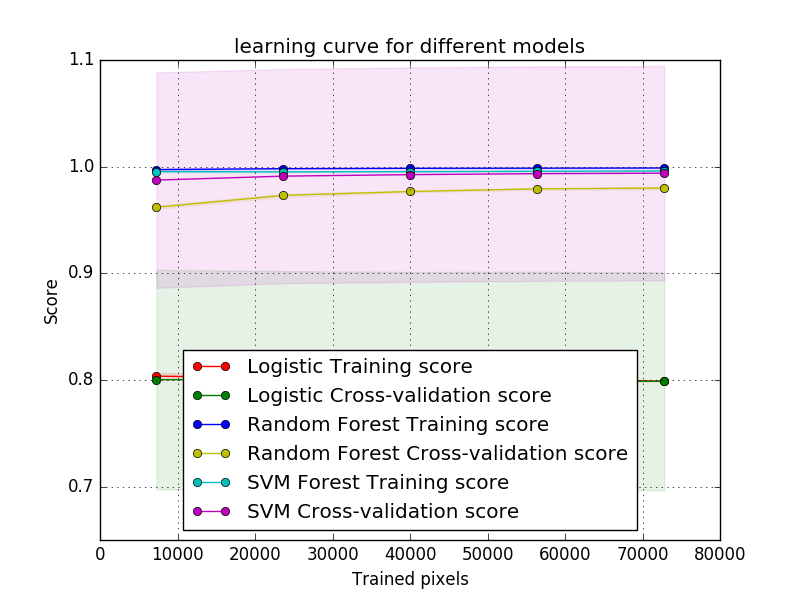 learning curve for different models
1.1
1.0
0.9
0.8
0.7
Score
Logistic Training score
Logistic Cross-validation score
Random Forest Training score
Random Forest Cross-validation score
SVM Forest Training score
SVM Cross-validation score
0 10000 20000 30000 40000 50000 60000 70000 80000
Trained pixels